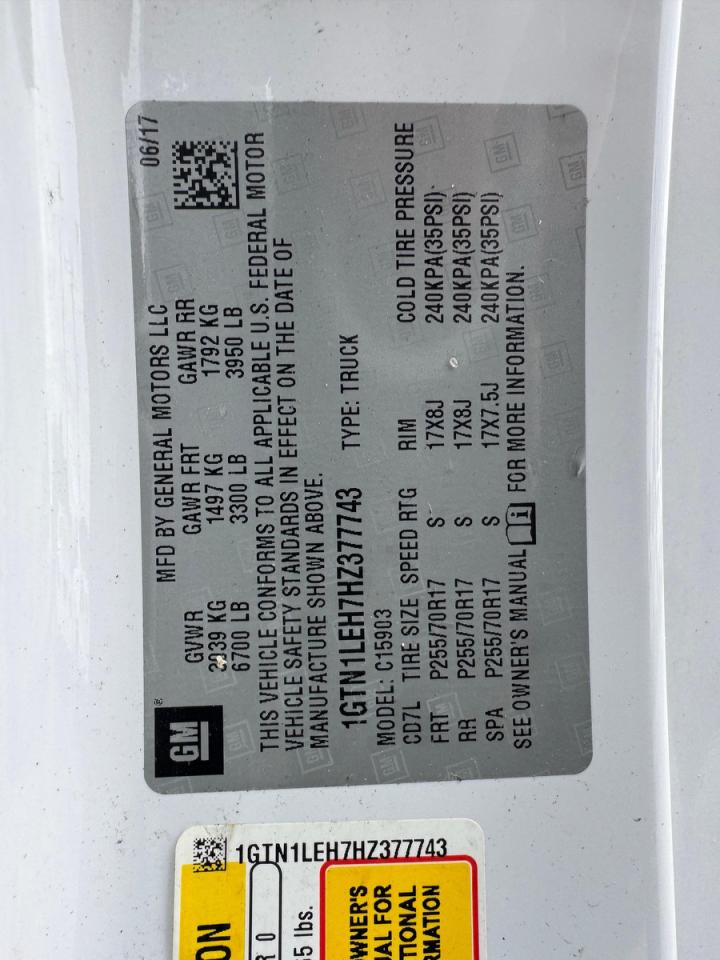 GM
®
MFD BY GENERAL MOTORS LLC 06/17
GVWR GAWR FRT GAWR RR
3039 KG 1497 KG 1792 KG
6700 LB 3300 LB 3950 LB
THIS VEHICLE CONFORMS TO ALL APPLICABLE U.S. FEDERAL MOTOR
VEHICLE SAFETY STANDARDS IN EFFECT ON THE DATE OF
MANUFACTURE SHOWN ABOVE.
1GTN1LEH7HZ377743 TYPE: TRUCK
MODEL: C15903
CD7L TIRE SIZE SPEED RTG RIM COLD TIRE PRESSURE
FRT P255/70R17 S 17X8J 240KPA(35PSI)
RR P255/70R17 S 17X8J 240KPA(35PSI)
SPA P255/70R17 S 17X7.5J 240KPA(35PSI)
SEE OWNER'S MANUAL i FOR MORE INFORMATION.
1GTN1LEH7HZ377743
ON
R 0
55 lbs.
OWNER'S
UAL FOR
TIONAL
RMATION